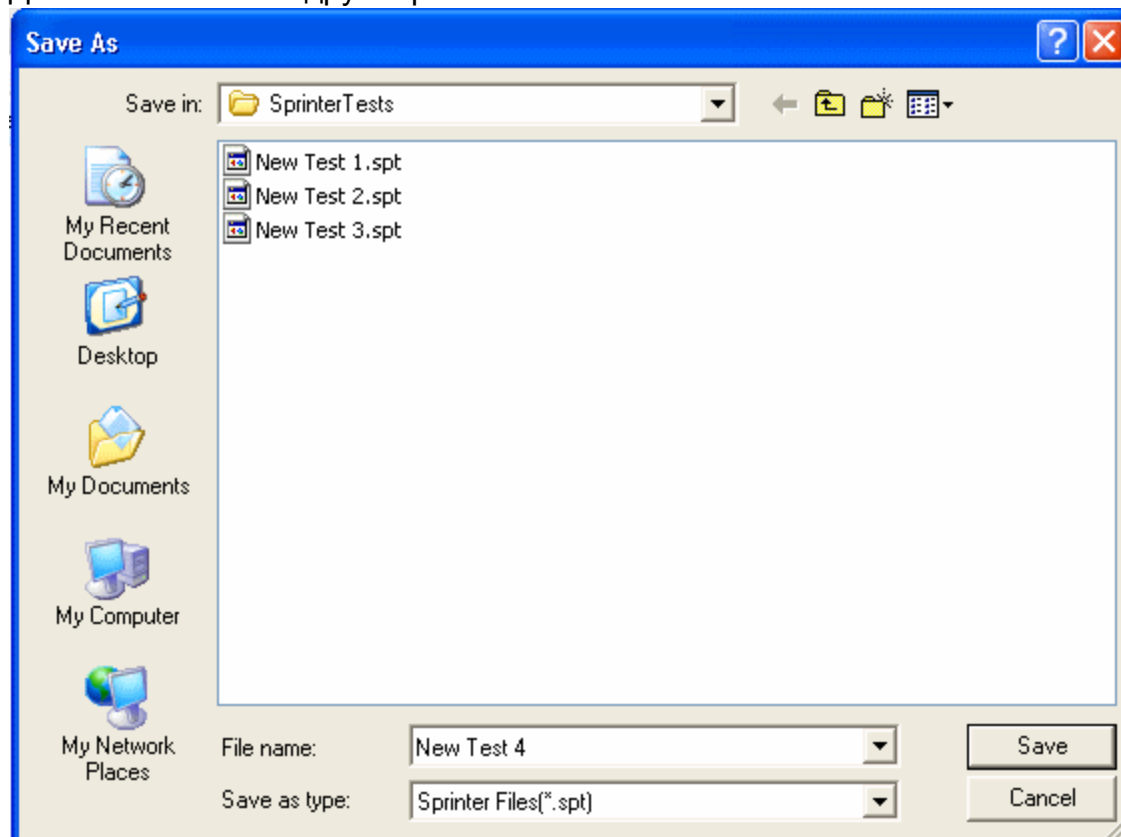 Save As
Save in:
SprinterTests
New Test 1.spt
New Test 2.spt
New Test 3.spt
My Recent
Documents
Desktop
My Documents
My Computer
My Network
Places
File name:
New Test 4
Save
Save as type:
Sprinter Files(*.spt)
Cancel